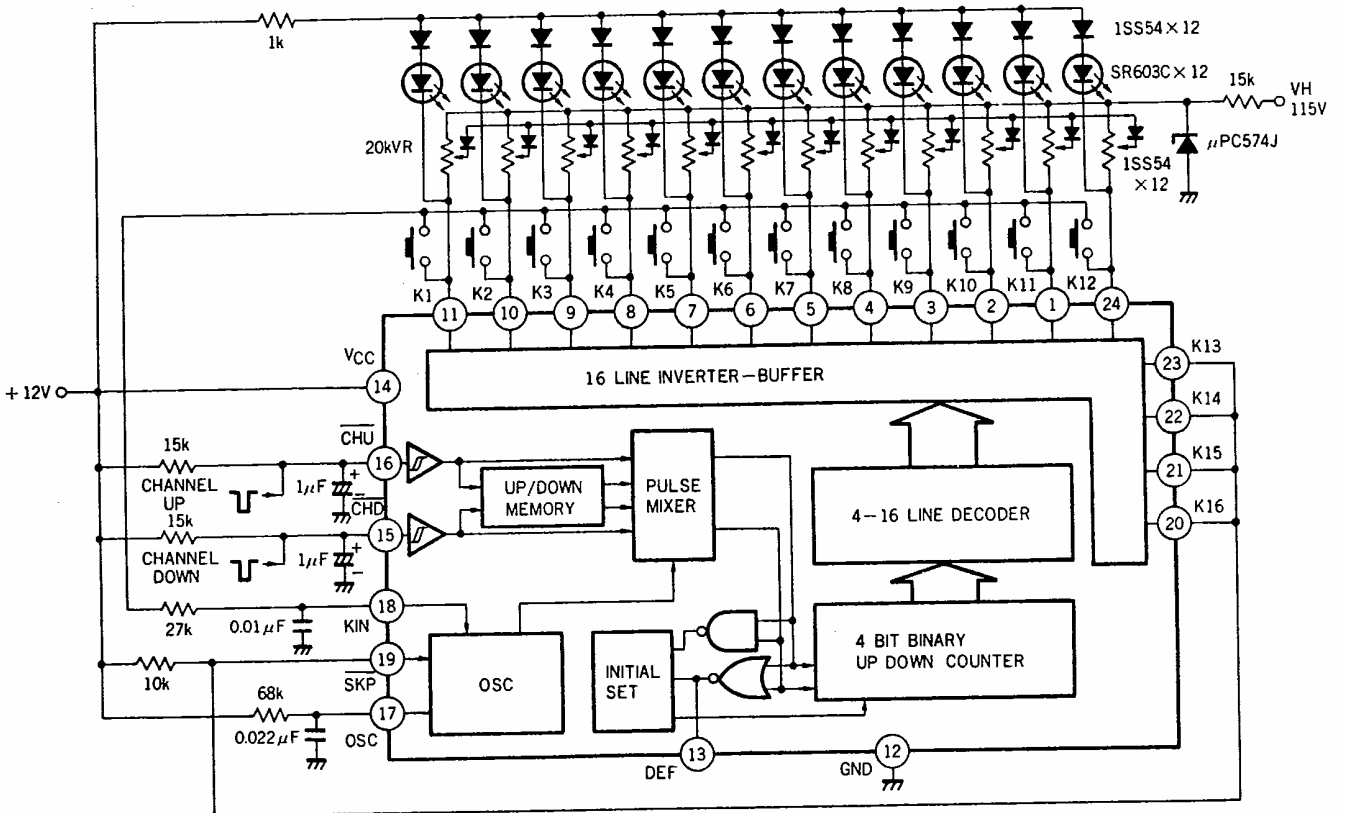 1k
1SS54×12
SR603C×12
15k
VH
115V
20kVR
μPC574J
1SS54
×12
K1 K2 K3 K4 K5 K6 K7 K8 K9 K10 K11 K12
11 10 9 8 7 6 5 4 3 2 1 24
VCC
14
+12V
16 LINE INVERTER-BUFFER
23 K13
22 K14
21 K15
20 K16
15k
CHANNEL
UP
1μF
+
−
CHU
16
15k
CHANNEL
DOWN
1μF
+
−
CHD
15
UP/DOWN
MEMORY
PULSE
MIXER
4-16 LINE DECODER
27k
0.01μF
18
KIN
10k
19
SKP
68k
0.022μF
17
OSC
OSC
INITIAL
SET
4 BIT BINARY
UP DOWN COUNTER
13
DEF
12
GND